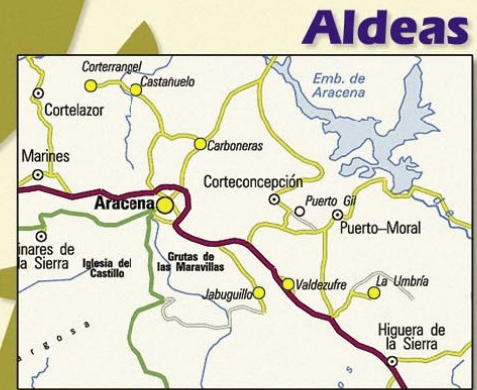 Aldeas
Corterrangel
Castañuelo
Emb. de
Aracena
Cortelazor
Carboneras
Marines
Corteconcepción
Puerto Gil
Aracena
Puerto–Moral
inares de
la Sierra
Iglesia del
Castillo
Grutas de
las Maravillas
Valdezufre
La Umbría
Jabuguillo
Higuera de
la Sierra
argosa